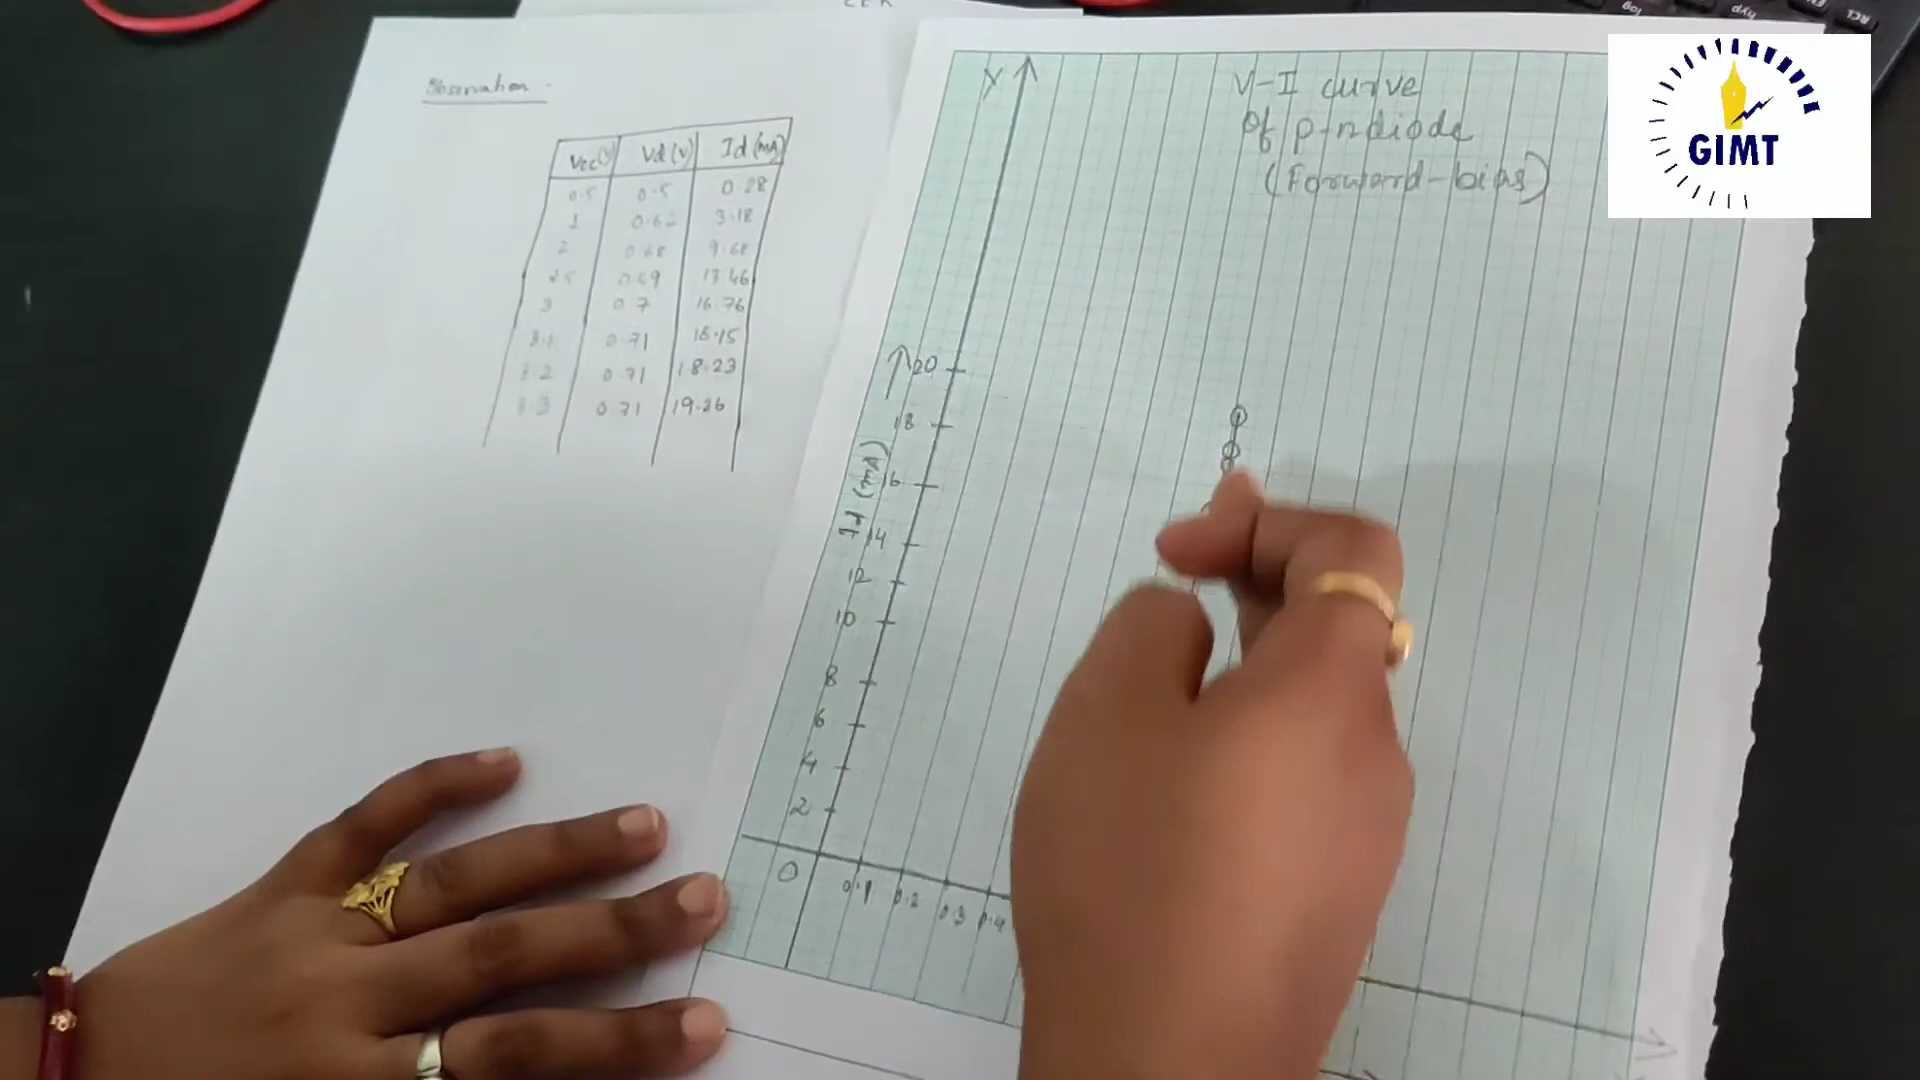 Observation -
Vcc(V) Vd(V) Id(mA)
0.5 0.5 0.28
1 0.62 3.18
2 0.68 9.68
2.5 0.69 13.46
3 0.7 16.76
3.1 0.71 18.15
3.2 0.71 18.23
3.3 0.71 19.26
Y
V-I curve
of p-n diode
(Forward-bias)
GIMT
20
18
16
14
12
10
8
6
4
2
Id (mA)
0
0.1 0.2 0.3 0.4
log
hyp
RCL